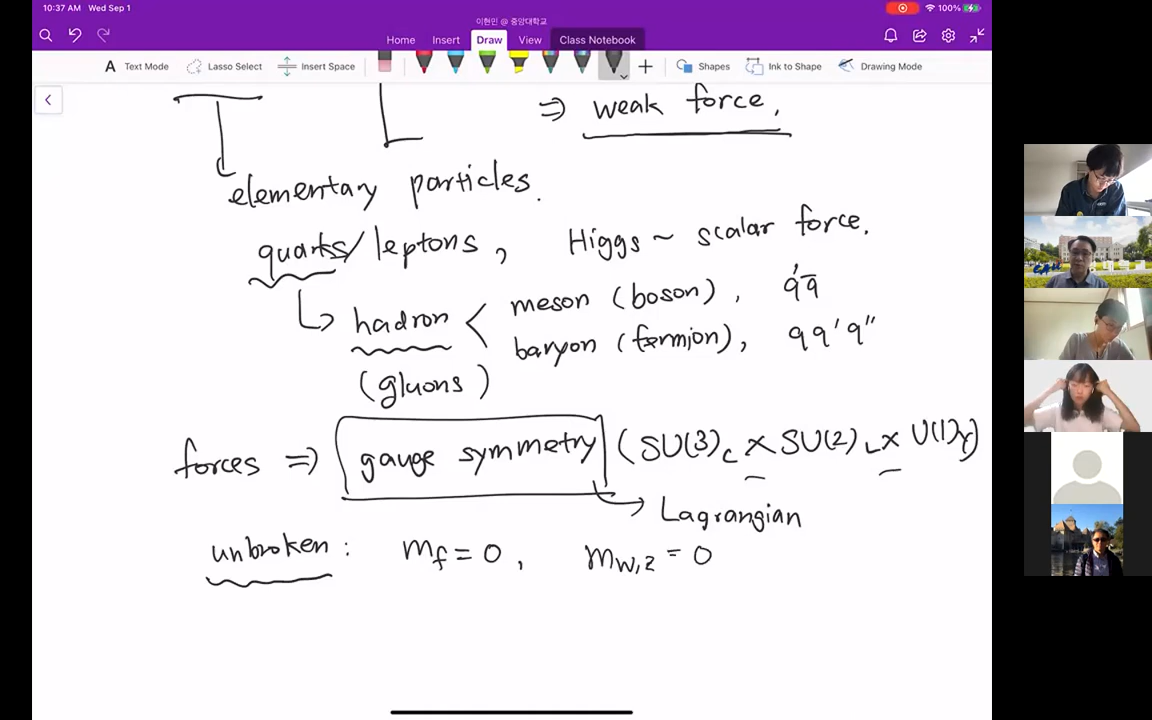 10:37 AM Wed Sep 1
100%
이현민 @ 중앙대학교
Home Insert Draw View Class Notebook
Text Mode Lasso Select Insert Space Shapes Ink to Shape Drawing Mode
⇒ weak force,
elementary particles.
quarks/leptons, Higgs ~ scalar force.
hadron < meson (boson), q'q̄
baryon (fermion), qq'q''
(gluons)
forces ⇒ gauge symmetry (SU(3)c × SU(2)L × U(1)Y)
→ Lagrangian
unbroken: mf = 0, mW,Z = 0